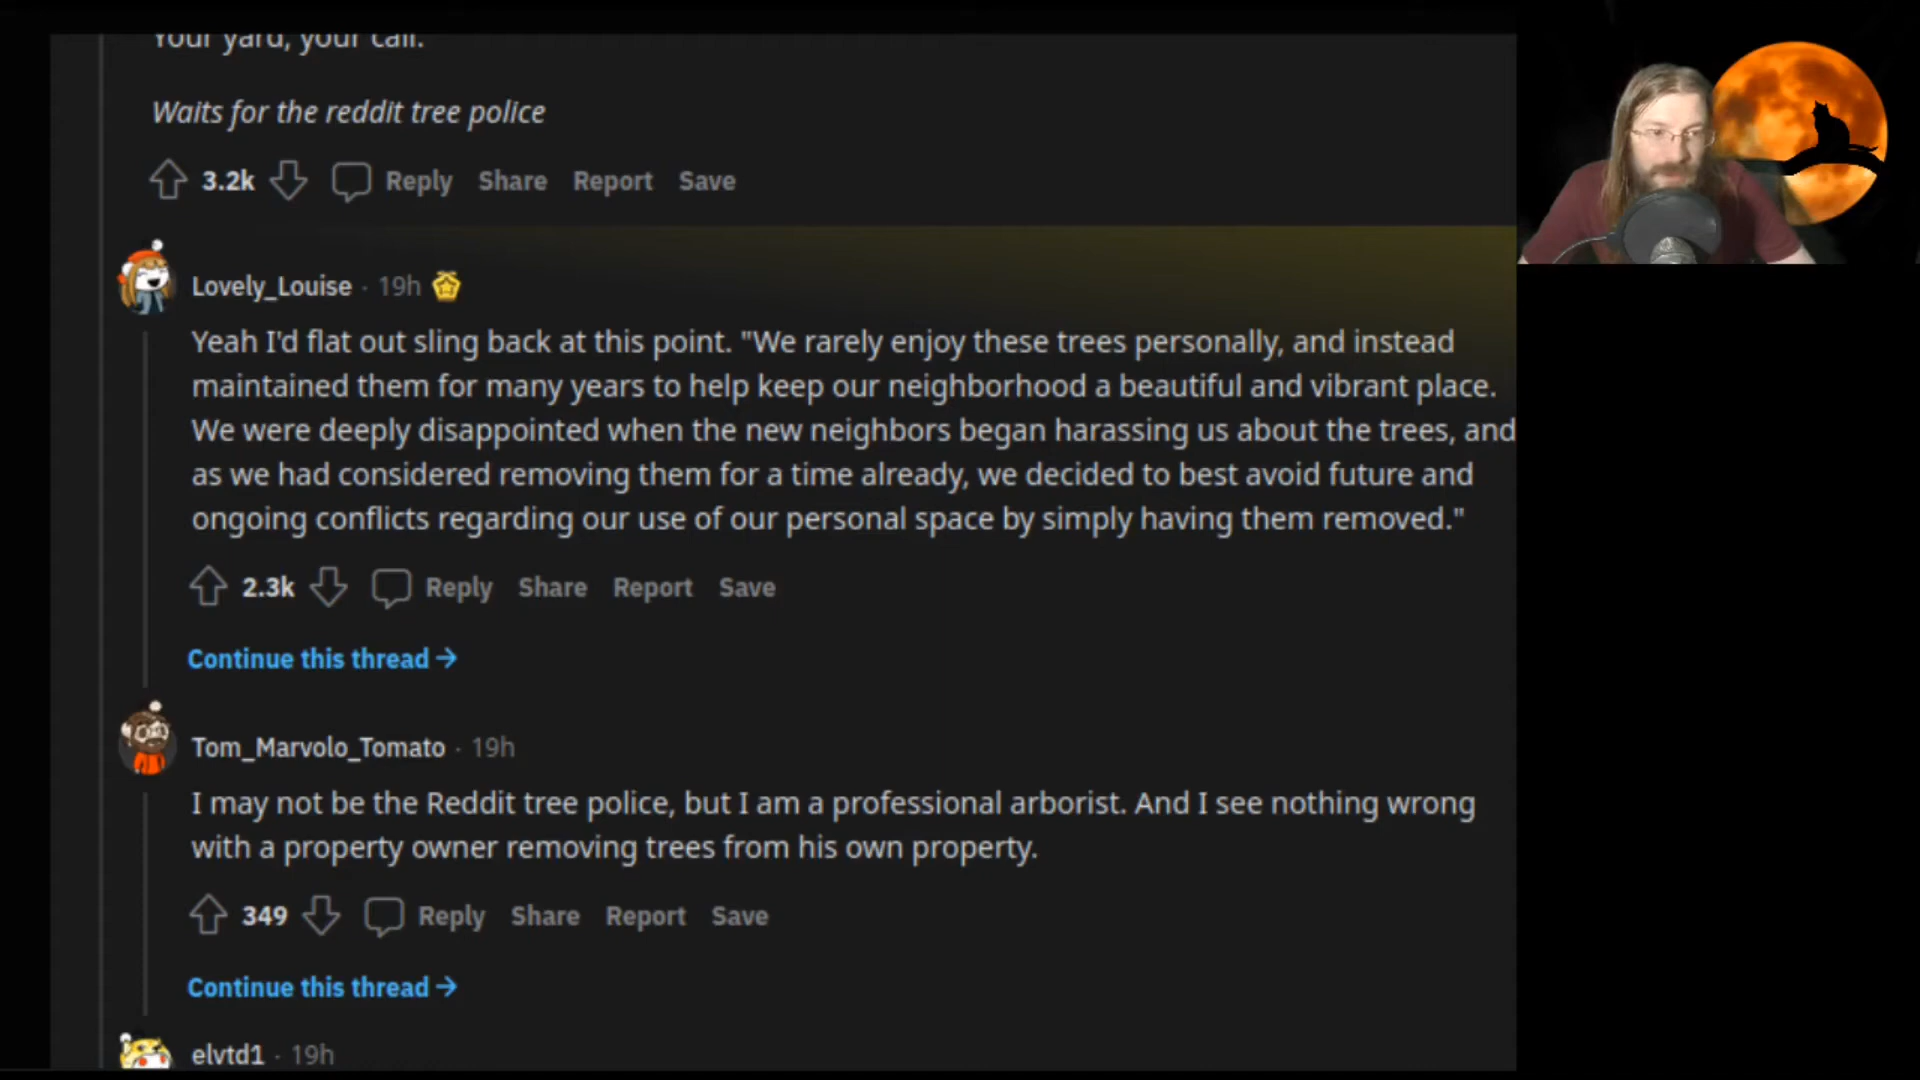 Your yard, your call.
Waits for the reddit tree police
3.2k Reply Share Report Save
Lovely_Louise · 19h
Yeah I'd flat out sling back at this point. "We rarely enjoy these trees personally, and instead
maintained them for many years to help keep our neighborhood a beautiful and vibrant place.
We were deeply disappointed when the new neighbors began harassing us about the trees, and
as we had considered removing them for a time already, we decided to best avoid future and
ongoing conflicts regarding our use of our personal space by simply having them removed."
2.3k Reply Share Report Save
Continue this thread →
Tom_Marvolo_Tomato · 19h
I may not be the Reddit tree police, but I am a professional arborist. And I see nothing wrong
with a property owner removing trees from his own property.
349 Reply Share Report Save
Continue this thread →
elvtd1 · 19h